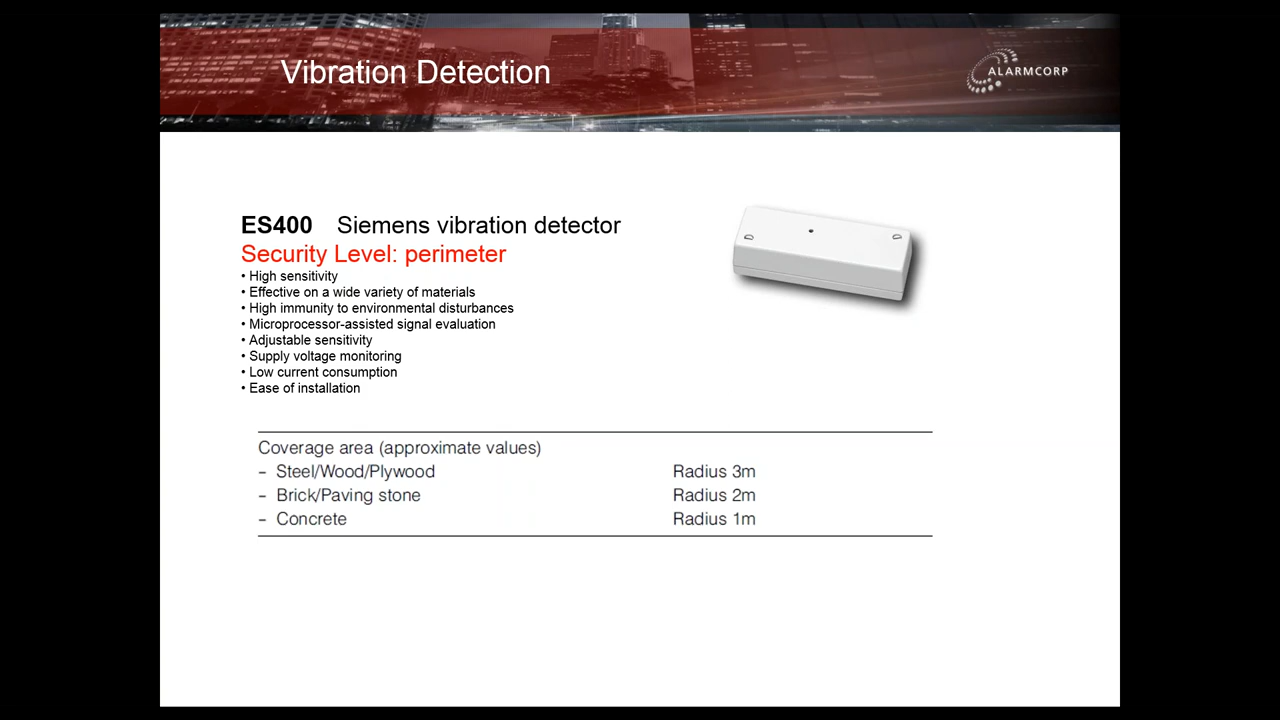 Vibration Detection
ALARMCORP
ES400 Siemens vibration detector
Security Level: perimeter
• High sensitivity
• Effective on a wide variety of materials
• High immunity to environmental disturbances
• Microprocessor-assisted signal evaluation
• Adjustable sensitivity
• Supply voltage monitoring
• Low current consumption
• Ease of installation
Coverage area (approximate values)
– Steel/Wood/Plywood Radius 3m
– Brick/Paving stone Radius 2m
– Concrete Radius 1m